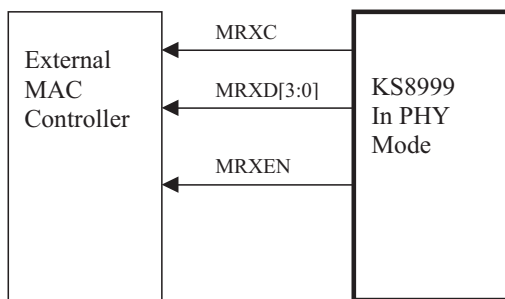 External
MAC
Controller
MRXC
MRXD[3:0]
MRXEN
KS8999
In PHY
Mode